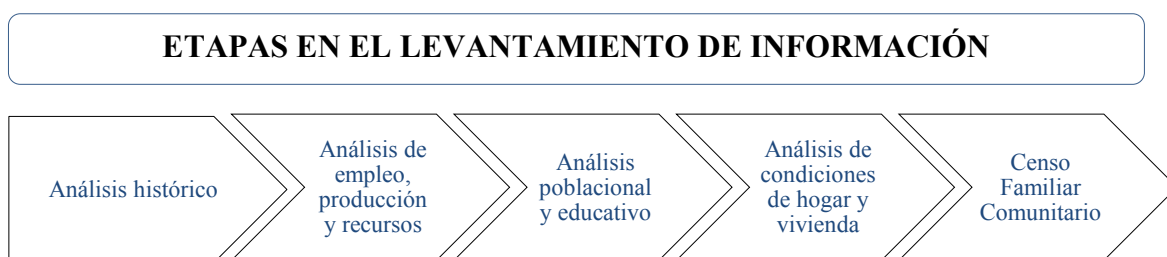 ETAPAS EN EL LEVANTAMIENTO DE INFORMACIÓN
Análisis histórico
Análisis de
empleo,
producción
y recursos
Análisis
poblacional
y educativo
Análisis de
condiciones
de hogar y
vivienda
Censo
Familiar
Comunitario